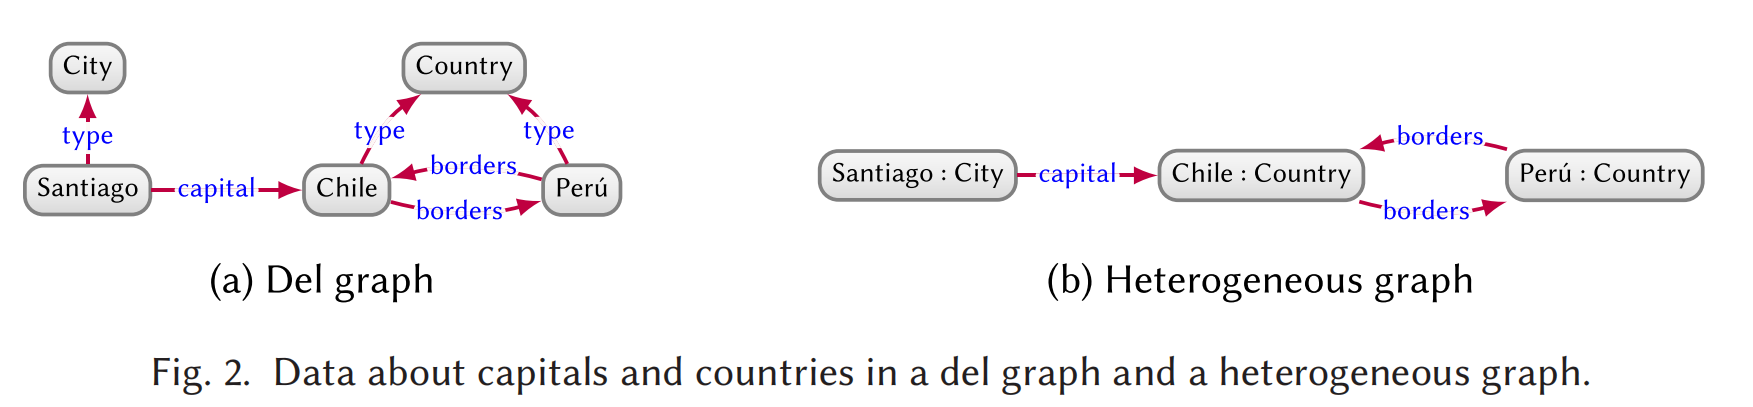 City
Country
type
type
type
borders
Santiago
capital
Chile
Perú
borders
(a) Del graph
borders
Santiago : City
capital
Chile : Country
Perú : Country
borders
(b) Heterogeneous graph
Fig. 2. Data about capitals and countries in a del graph and a heterogeneous graph.